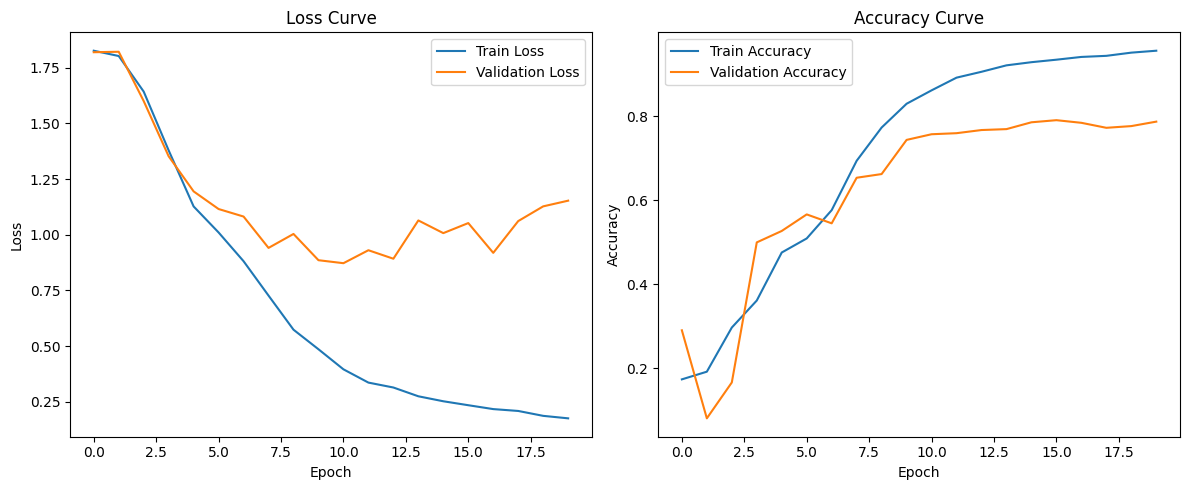 Loss Curve
Train Loss
Validation Loss
1.75
1.50
1.25
1.00
0.75
0.50
0.25
Loss
0.0 2.5 5.0 7.5 10.0 12.5 15.0 17.5
Epoch
Accuracy Curve
Train Accuracy
Validation Accuracy
0.8
0.6
0.4
0.2
Accuracy
0.0 2.5 5.0 7.5 10.0 12.5 15.0 17.5
Epoch